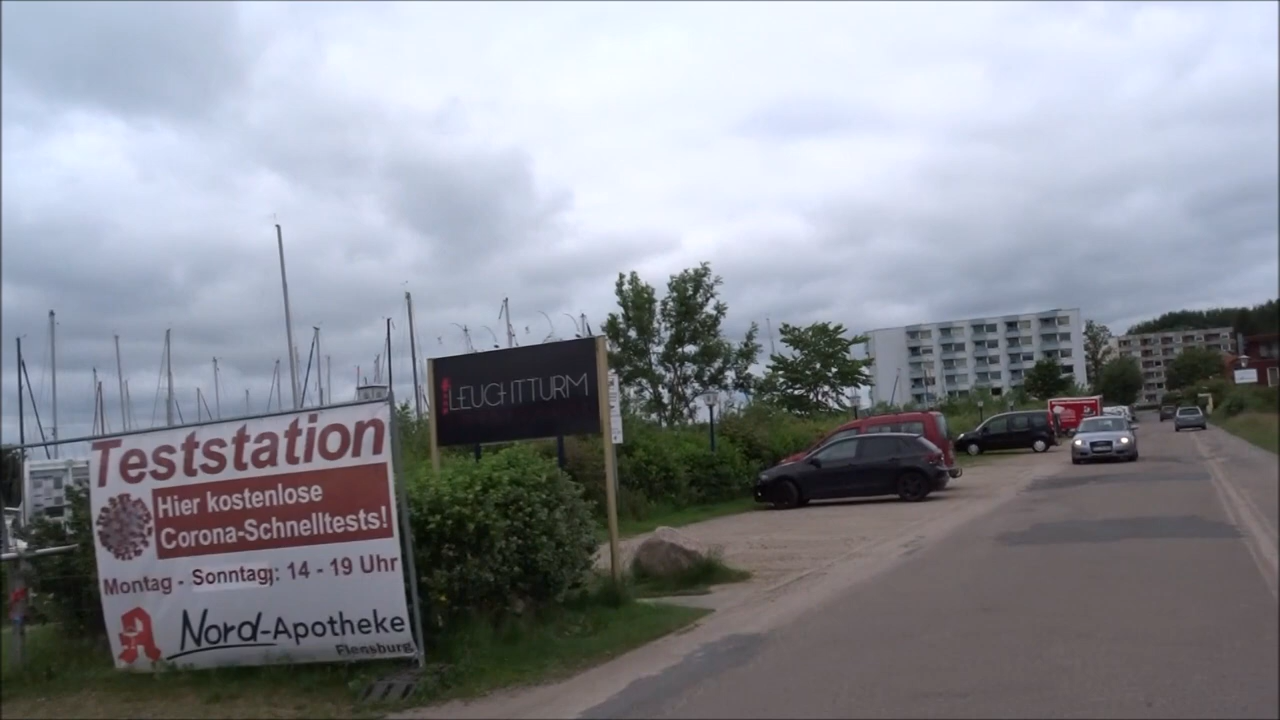 Teststation
Hier kostenlose
Corona-Schnelltests!
Montag - Sonntag: 14 - 19 Uhr
Nord-Apotheke
Flensburg
LEUCHTTURM